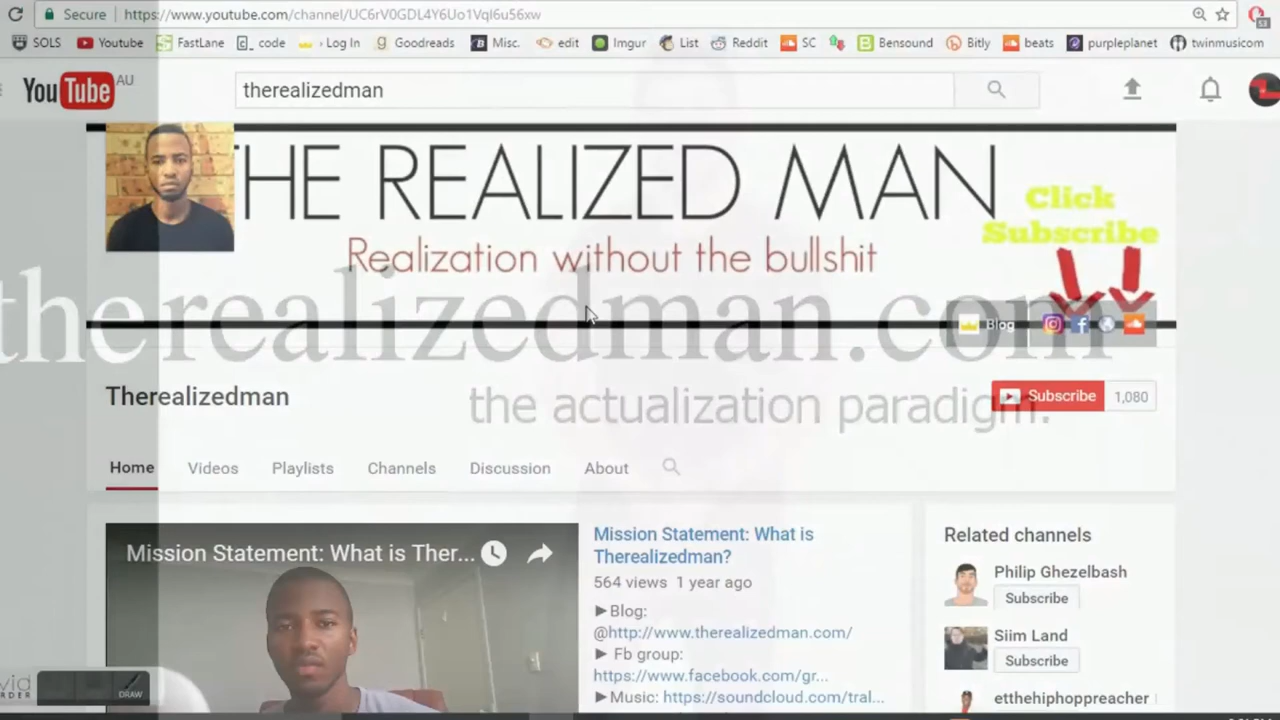 Secure | https://www.youtube.com/channel/UC6rV0GDL4Y6Uo1Vql6u56xw
SOLS Youtube FastLane code › Log In Goodreads Misc. edit Imgur List Reddit SC Bensound Bitly beats purpleplanet twinmusicom
YouTube AU
therealizedman
THE REALIZED MAN
Click
Subscribe
Realization without the bullshit
therealizedman.com
Blog
Therealizedman
the actualization paradigm.
Subscribe 1,080
Home Videos Playlists Channels Discussion About
Mission Statement: What is Ther...
Mission Statement: What is
Therealizedman?
564 views 1 year ago
►Blog:
@http://www.therealizedman.com/
► Fb group:
https://www.facebook.com/gr...
►Music: https://soundcloud.com/tral...
Related channels
Philip Ghezelbash
Subscribe
Siim Land
Subscribe
etthehiphoppreacher
DRAW